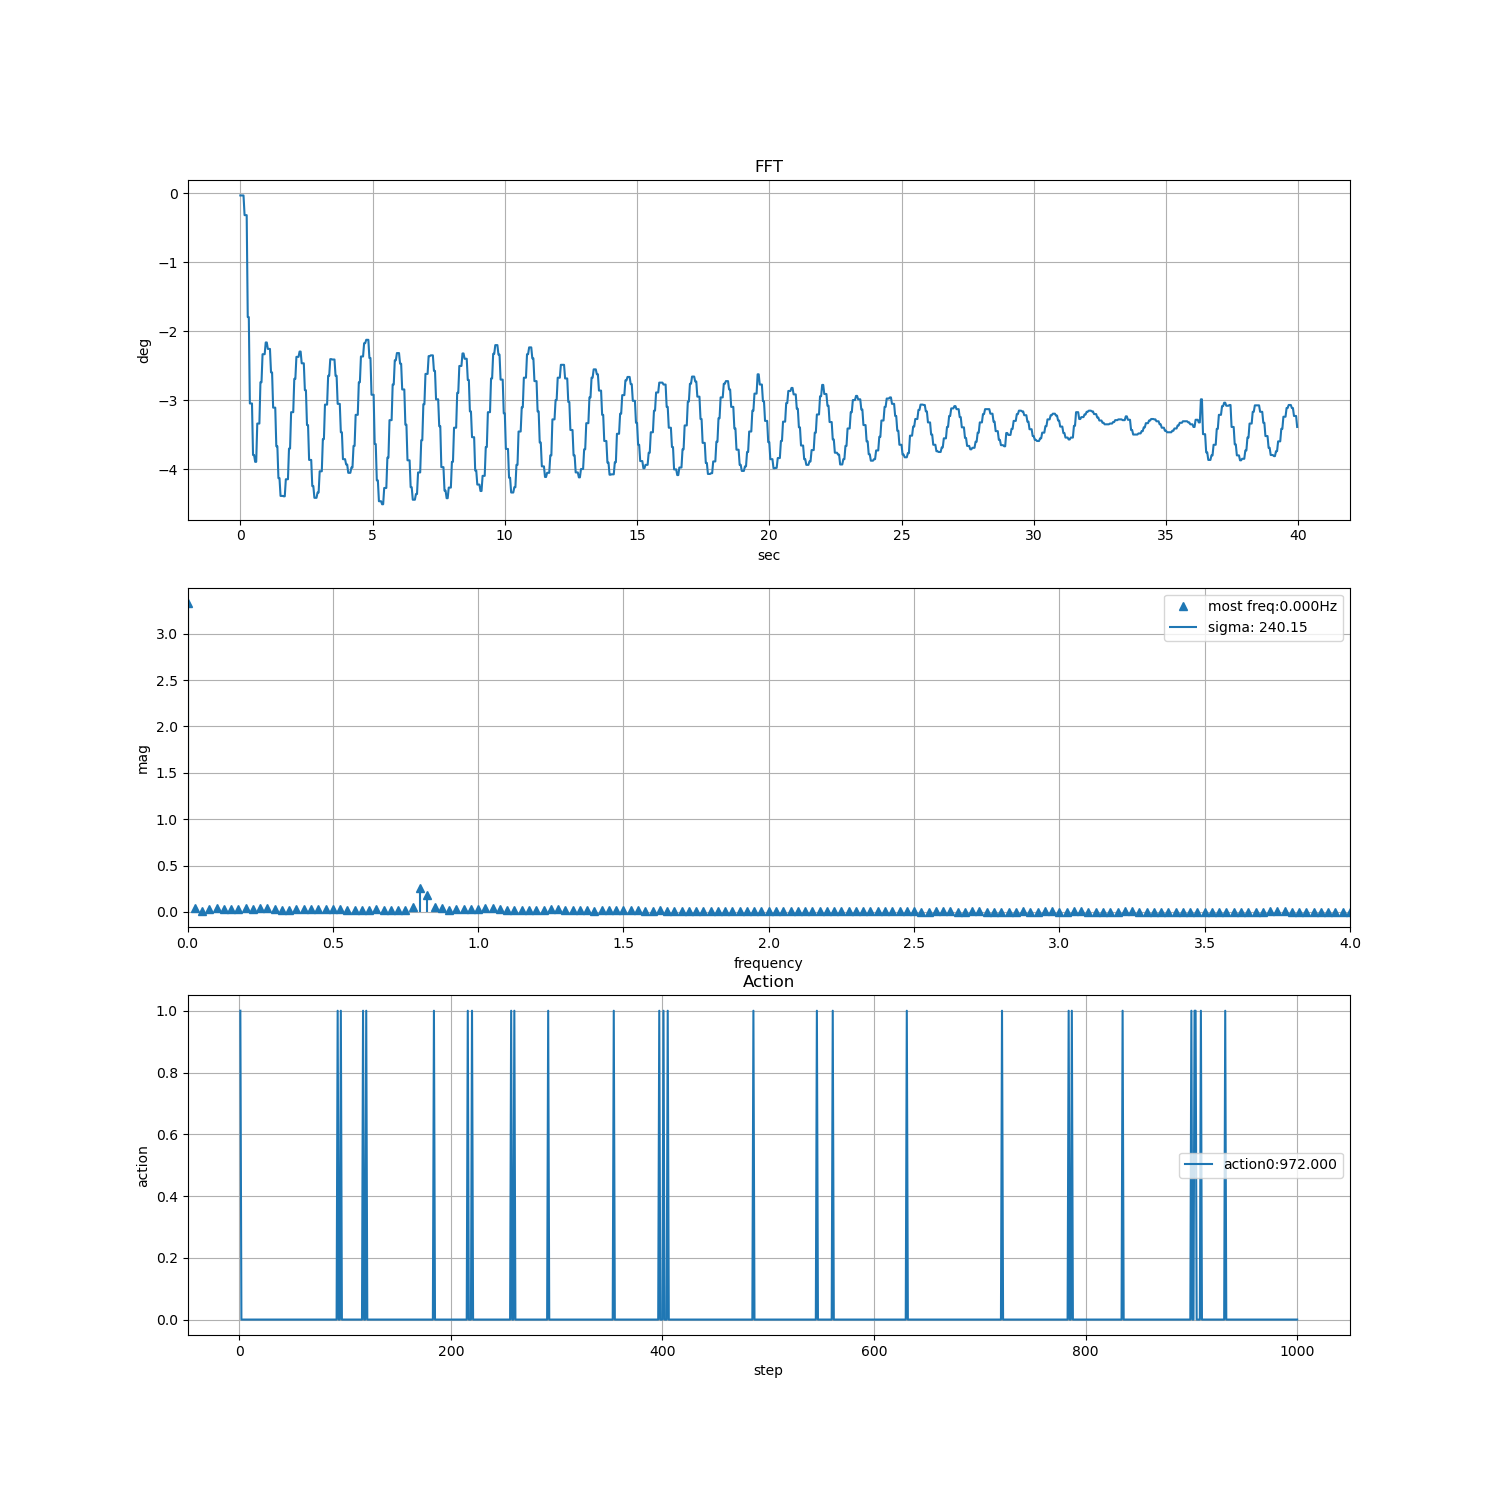 FFT
0
−1
−2
−3
−4
deg
0 5 10 15 20 25 30 35 40
sec
most freq:0.000Hz
sigma: 240.15
3.0
2.5
2.0
1.5
1.0
0.5
0.0
mag
0.0 0.5 1.0 1.5 2.0 2.5 3.0 3.5 4.0
frequency
Action
1.0
0.8
0.6
0.4
0.2
0.0
action
action0:972.000
0 200 400 600 800 1000
step